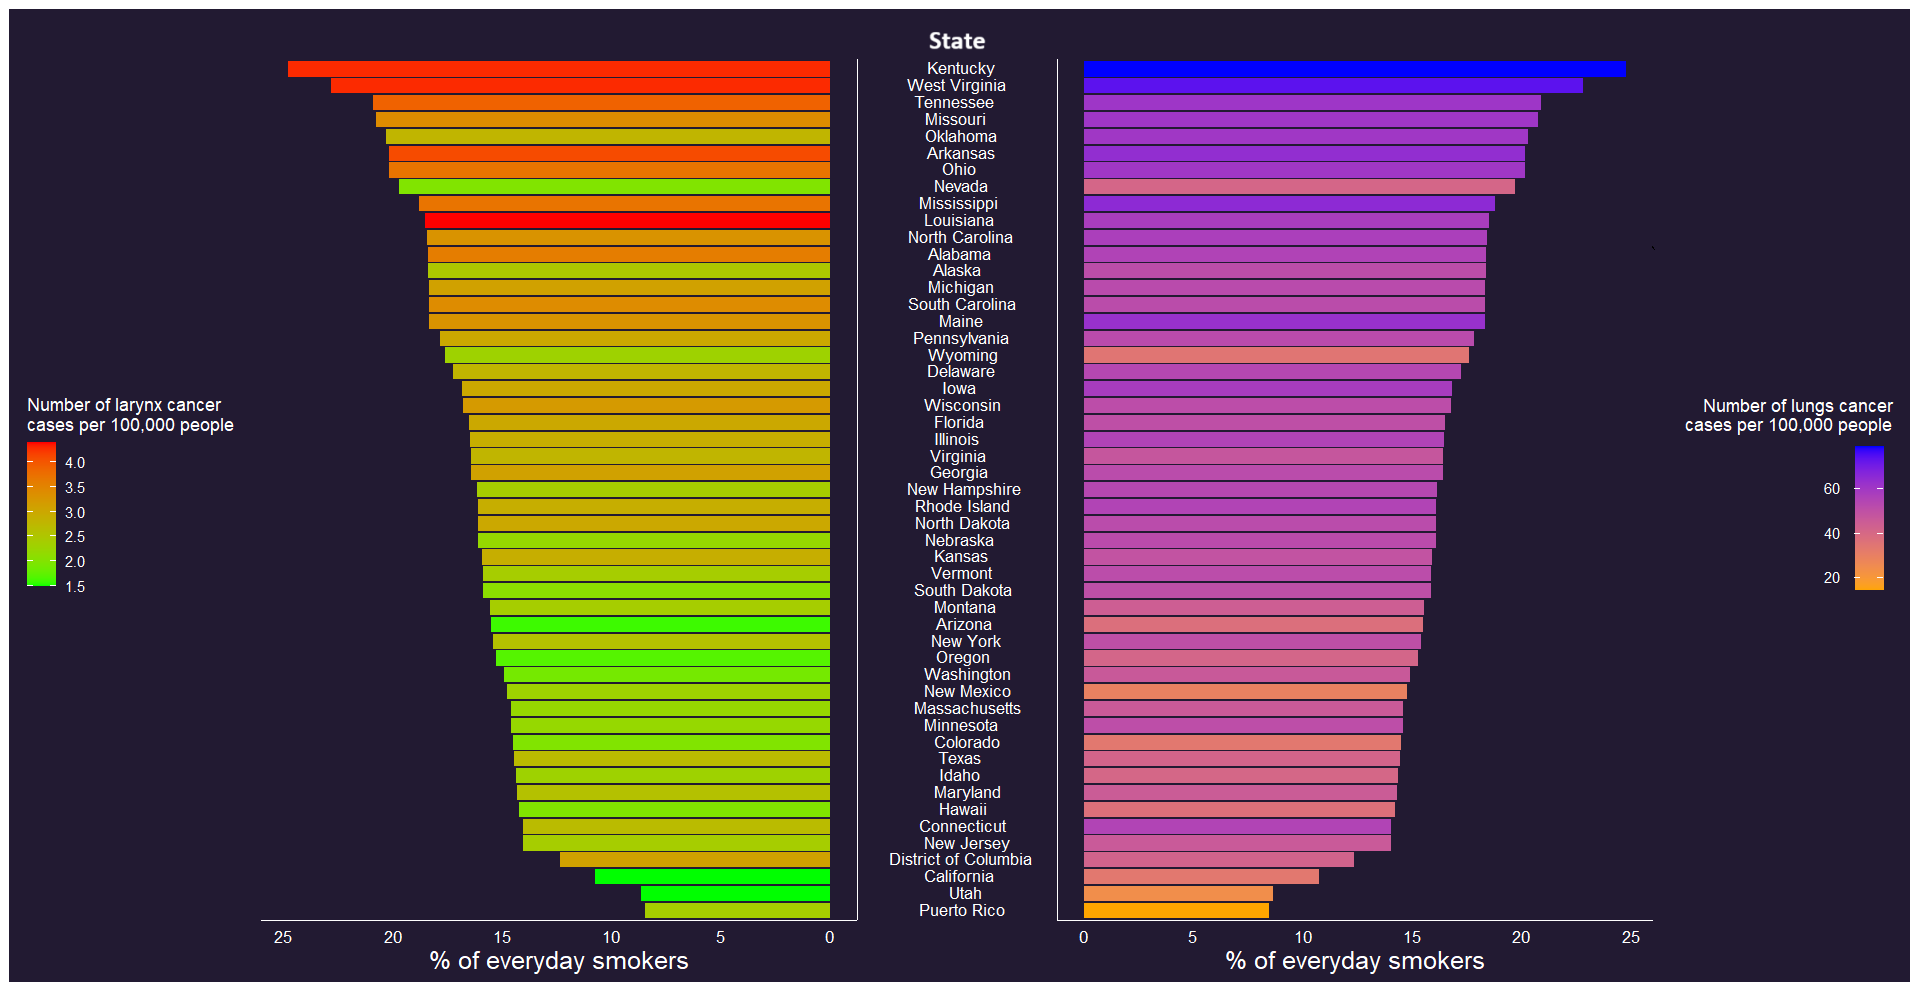 State
Kentucky
West Virginia
Tennessee
Missouri
Oklahoma
Arkansas
Ohio
Nevada
Mississippi
Louisiana
North Carolina
Alabama
Alaska
Michigan
South Carolina
Maine
Pennsylvania
Wyoming
Delaware
Iowa
Wisconsin
Florida
Illinois
Virginia
Georgia
New Hampshire
Rhode Island
North Dakota
Nebraska
Kansas
Vermont
South Dakota
Montana
Arizona
New York
Oregon
Washington
New Mexico
Massachusetts
Minnesota
Colorado
Texas
Idaho
Maryland
Hawaii
Connecticut
New Jersey
District of Columbia
California
Utah
Puerto Rico
Number of larynx cancer
cases per 100,000 people
4.0
3.5
3.0
2.5
2.0
1.5
Number of lungs cancer
cases per 100,000 people
60
40
20
25 20 15 10 5 0
% of everyday smokers
0 5 10 15 20 25
% of everyday smokers